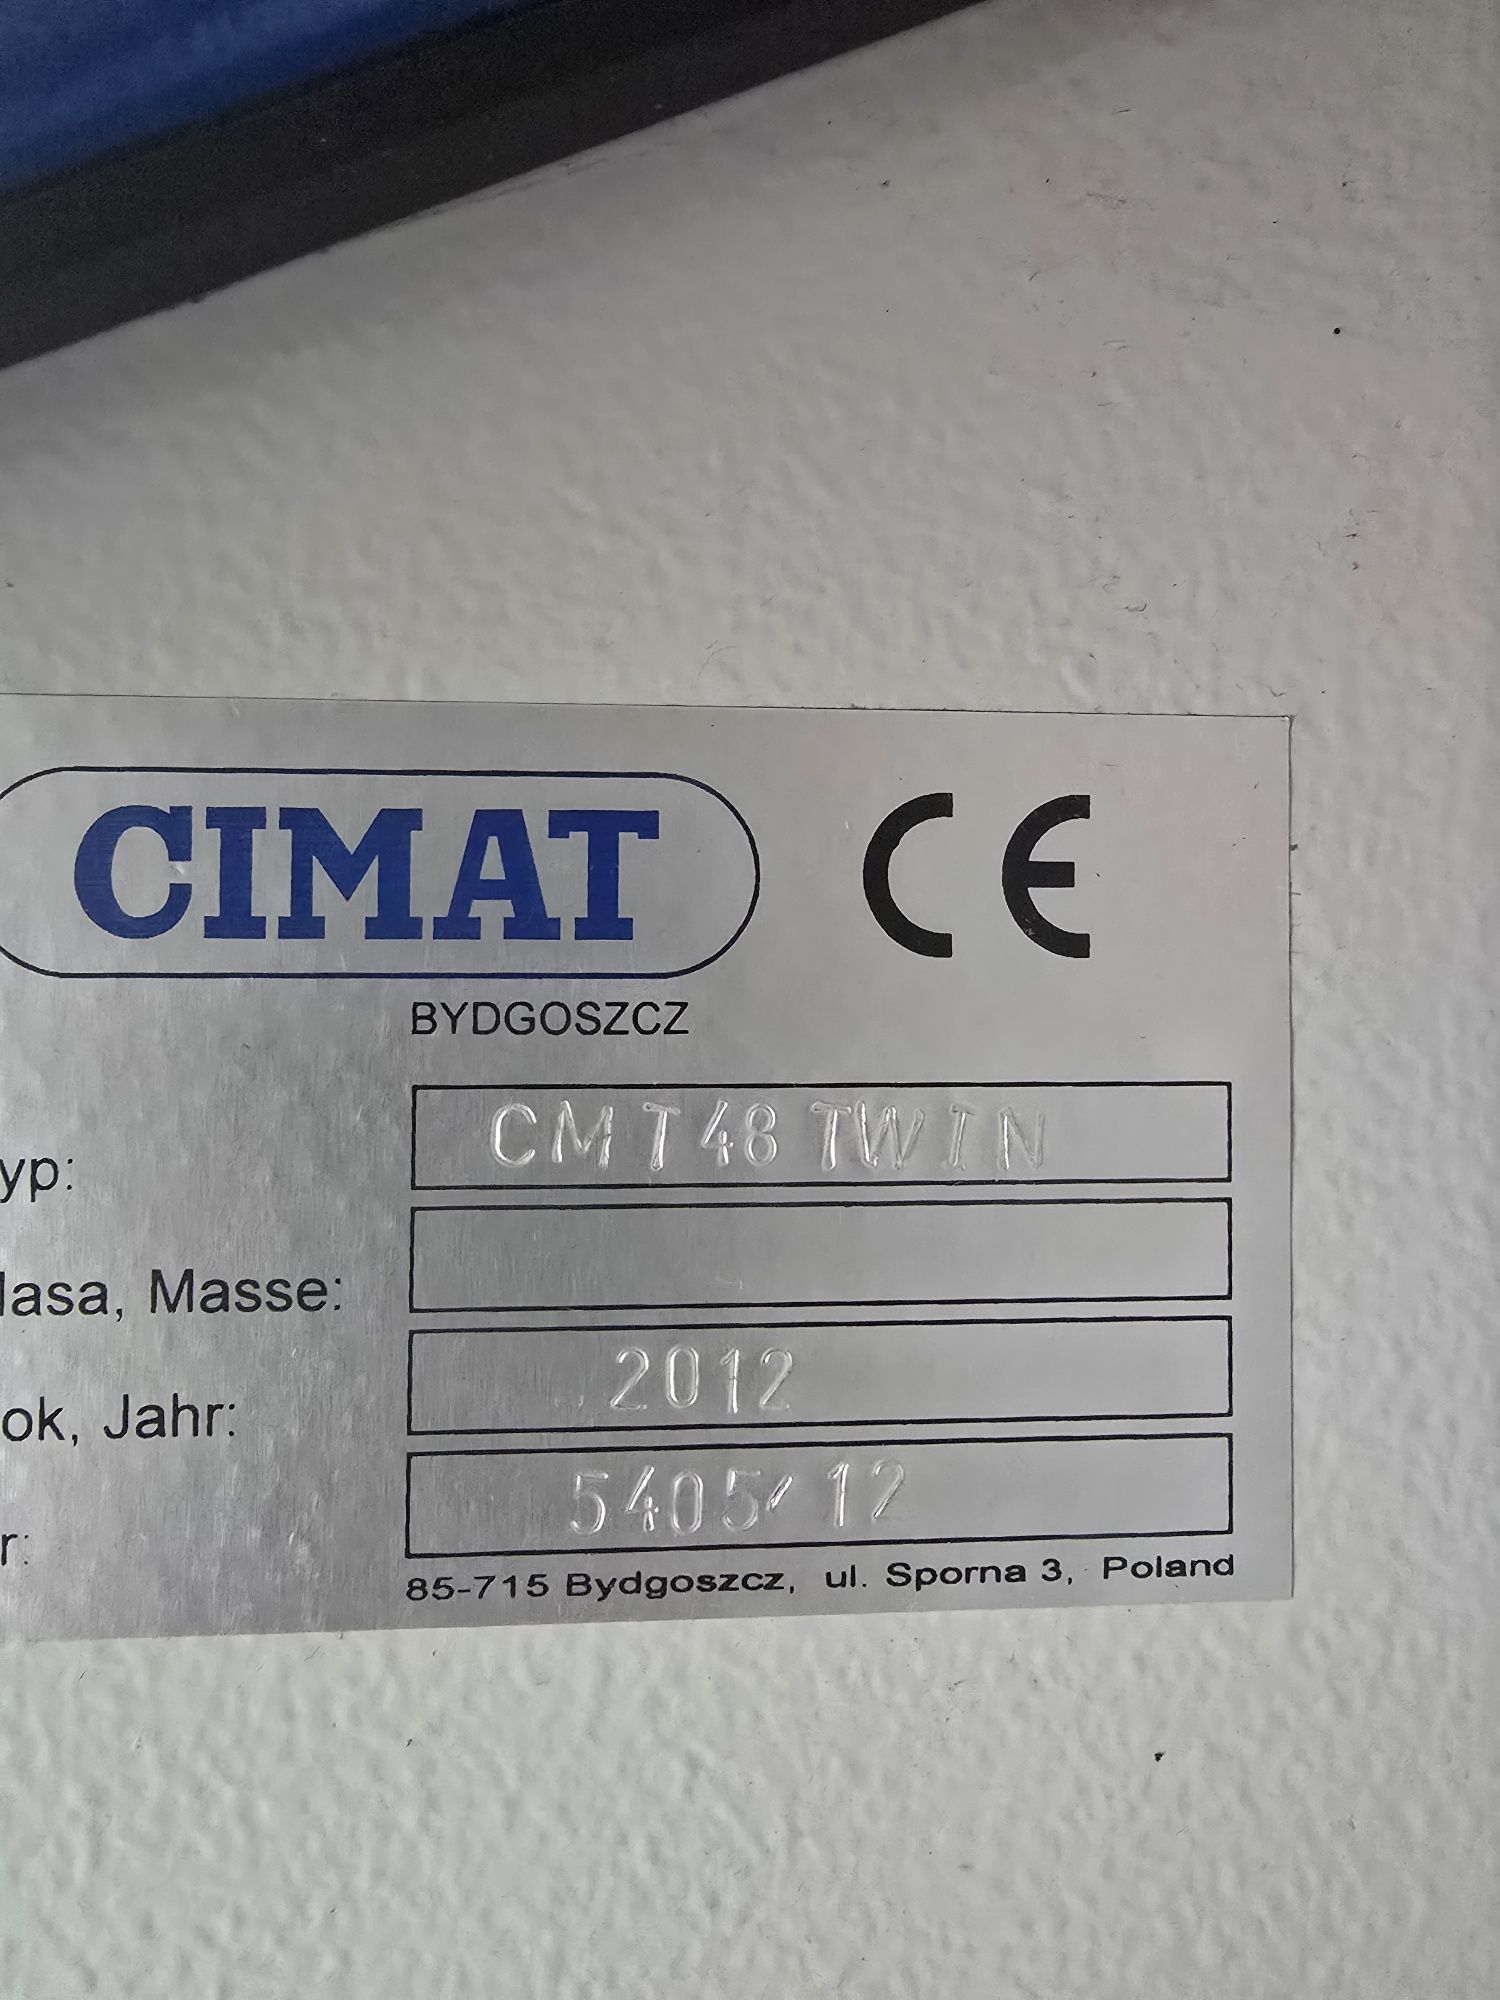 CIMAT CE
BYDGOSZCZ
yp: CMT48 TWIN
asa, Masse:
ok, Jahr: 2012
r: 5405/12
85-715 Bydgoszcz, ul. Sporna 3, Poland